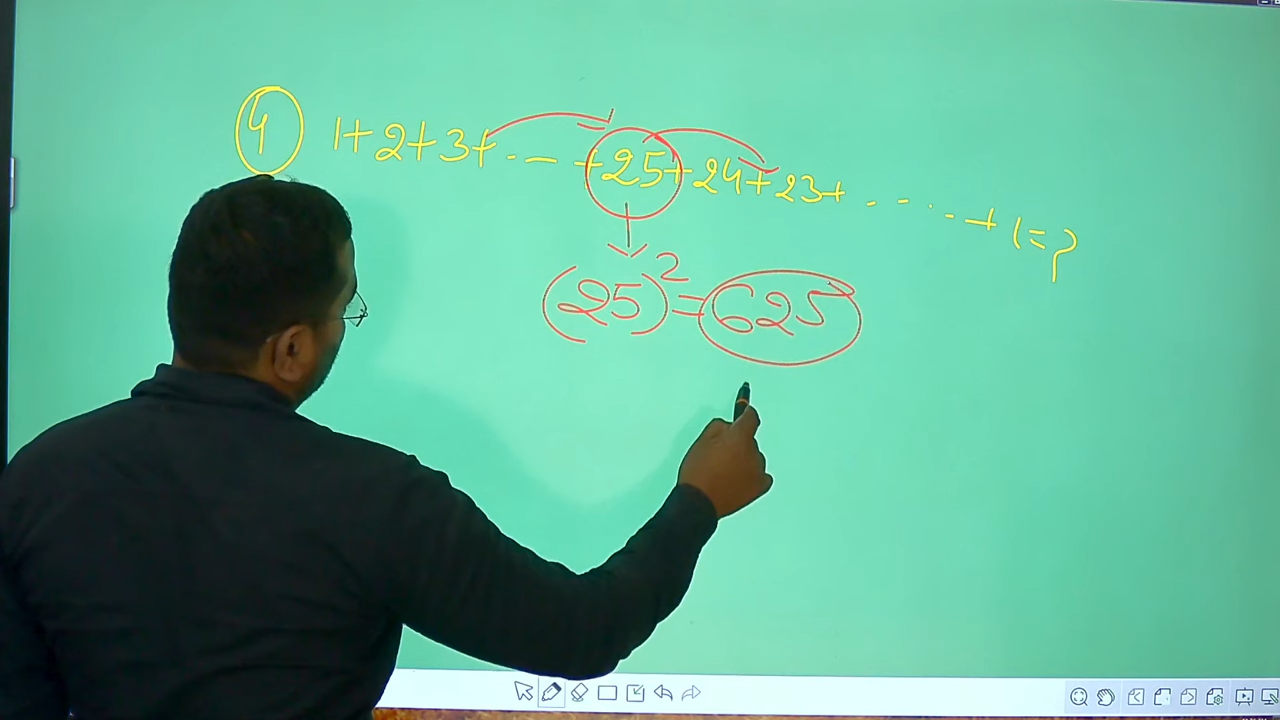 4 1+2+3+..-- +25+24+23+ ......+1=?
(25)²=625